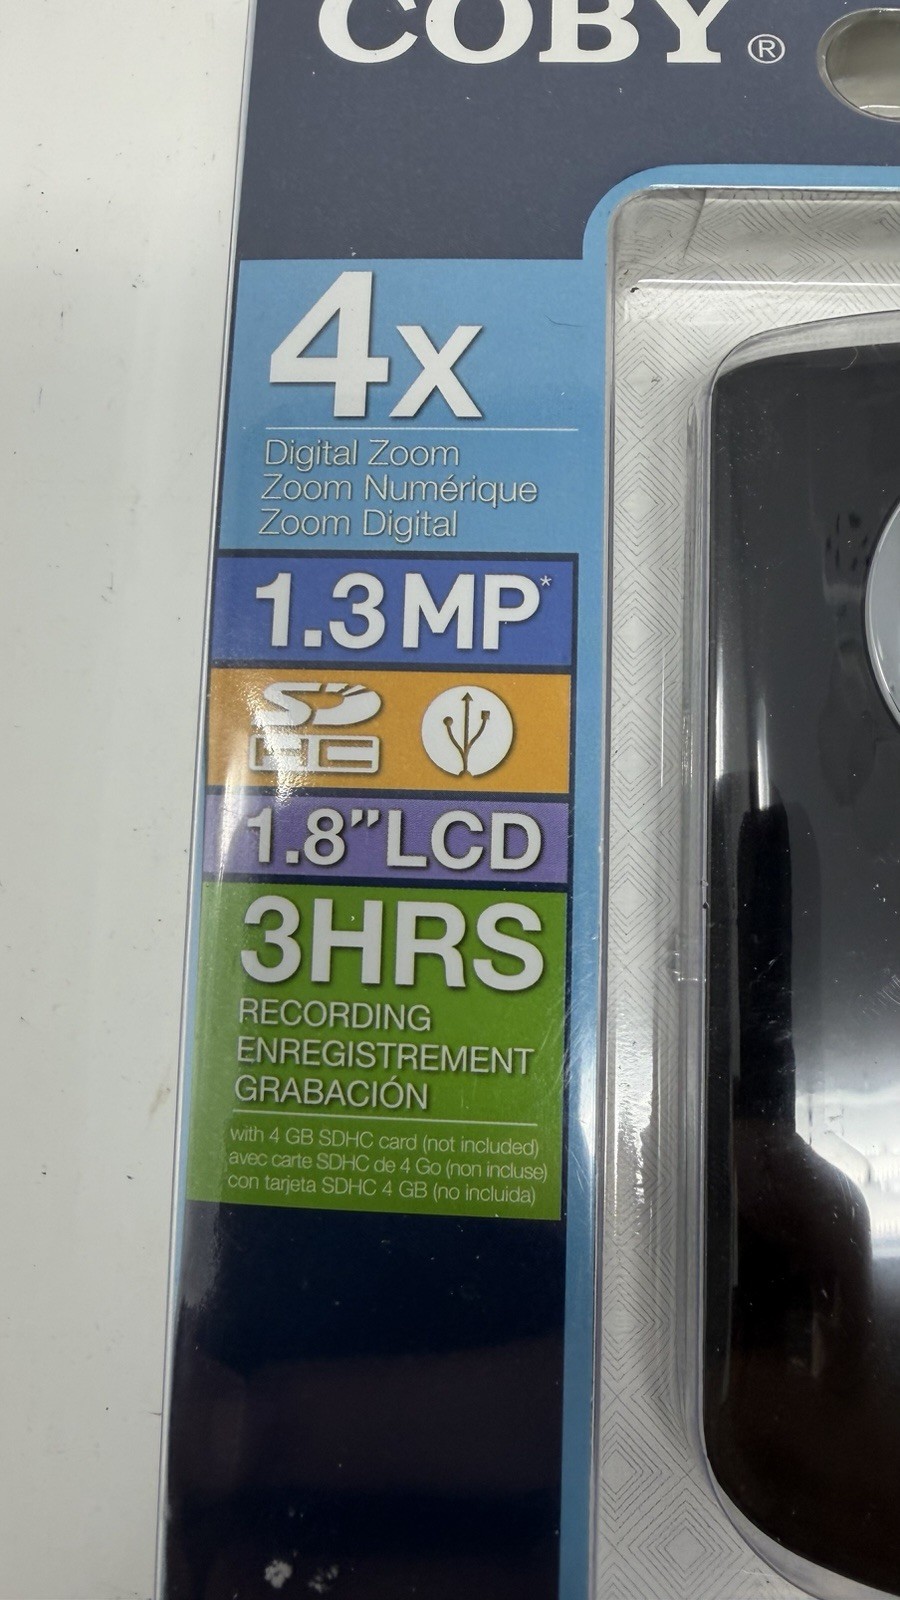 COBY®
4x
Digital Zoom
Zoom Numérique
Zoom Digital
1.3 MP*
SD
HC
1.8" LCD
3HRS
RECORDING
ENREGISTREMENT
GRABACIÓN
with 4 GB SDHC card (not included)
avec carte SDHC de 4 Go (non incluse)
con tarjeta SDHC 4 GB (no incluida)